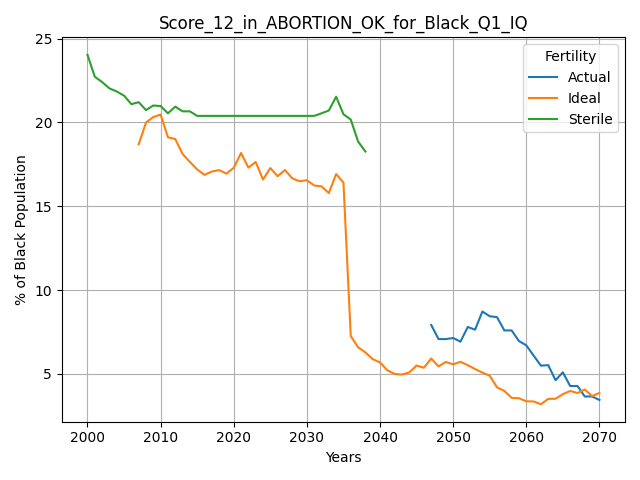 Score_12_in_ABORTION_OK_for_Black_Q1_IQ
25
20
15
10
5
% of Black Population
Fertility
Actual
Ideal
Sterile
2000 2010 2020 2030 2040 2050 2060 2070
Years